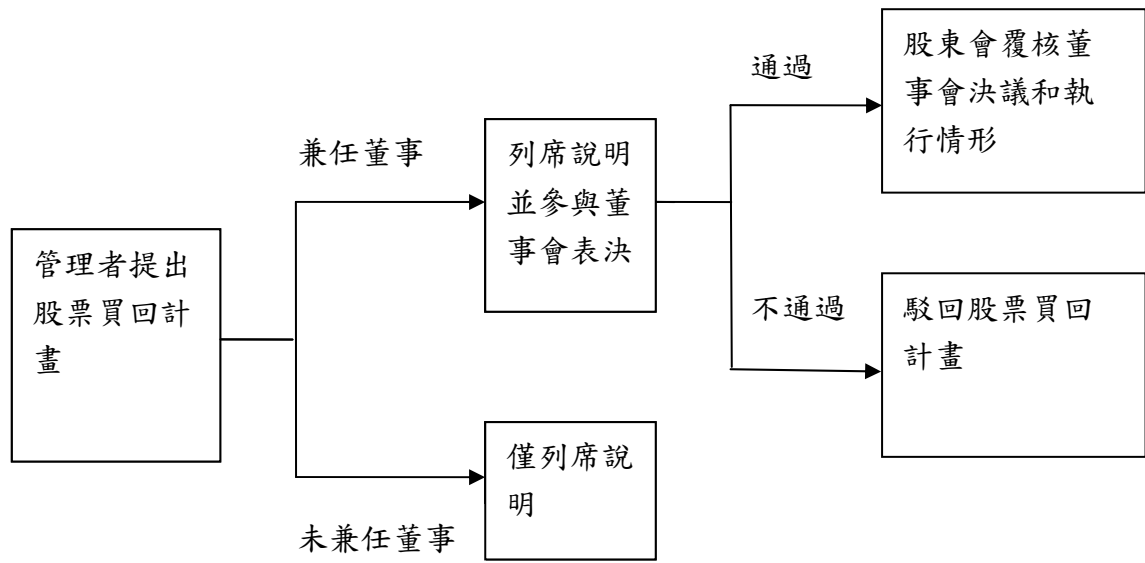 管理者提出
股票買回計
畫
兼任董事
未兼任董事
列席說明
並參與董
事會表決
僅列席說
明
通過
不通過
股東會覆核董
事會決議和執
行情形
駁回股票買回
計畫